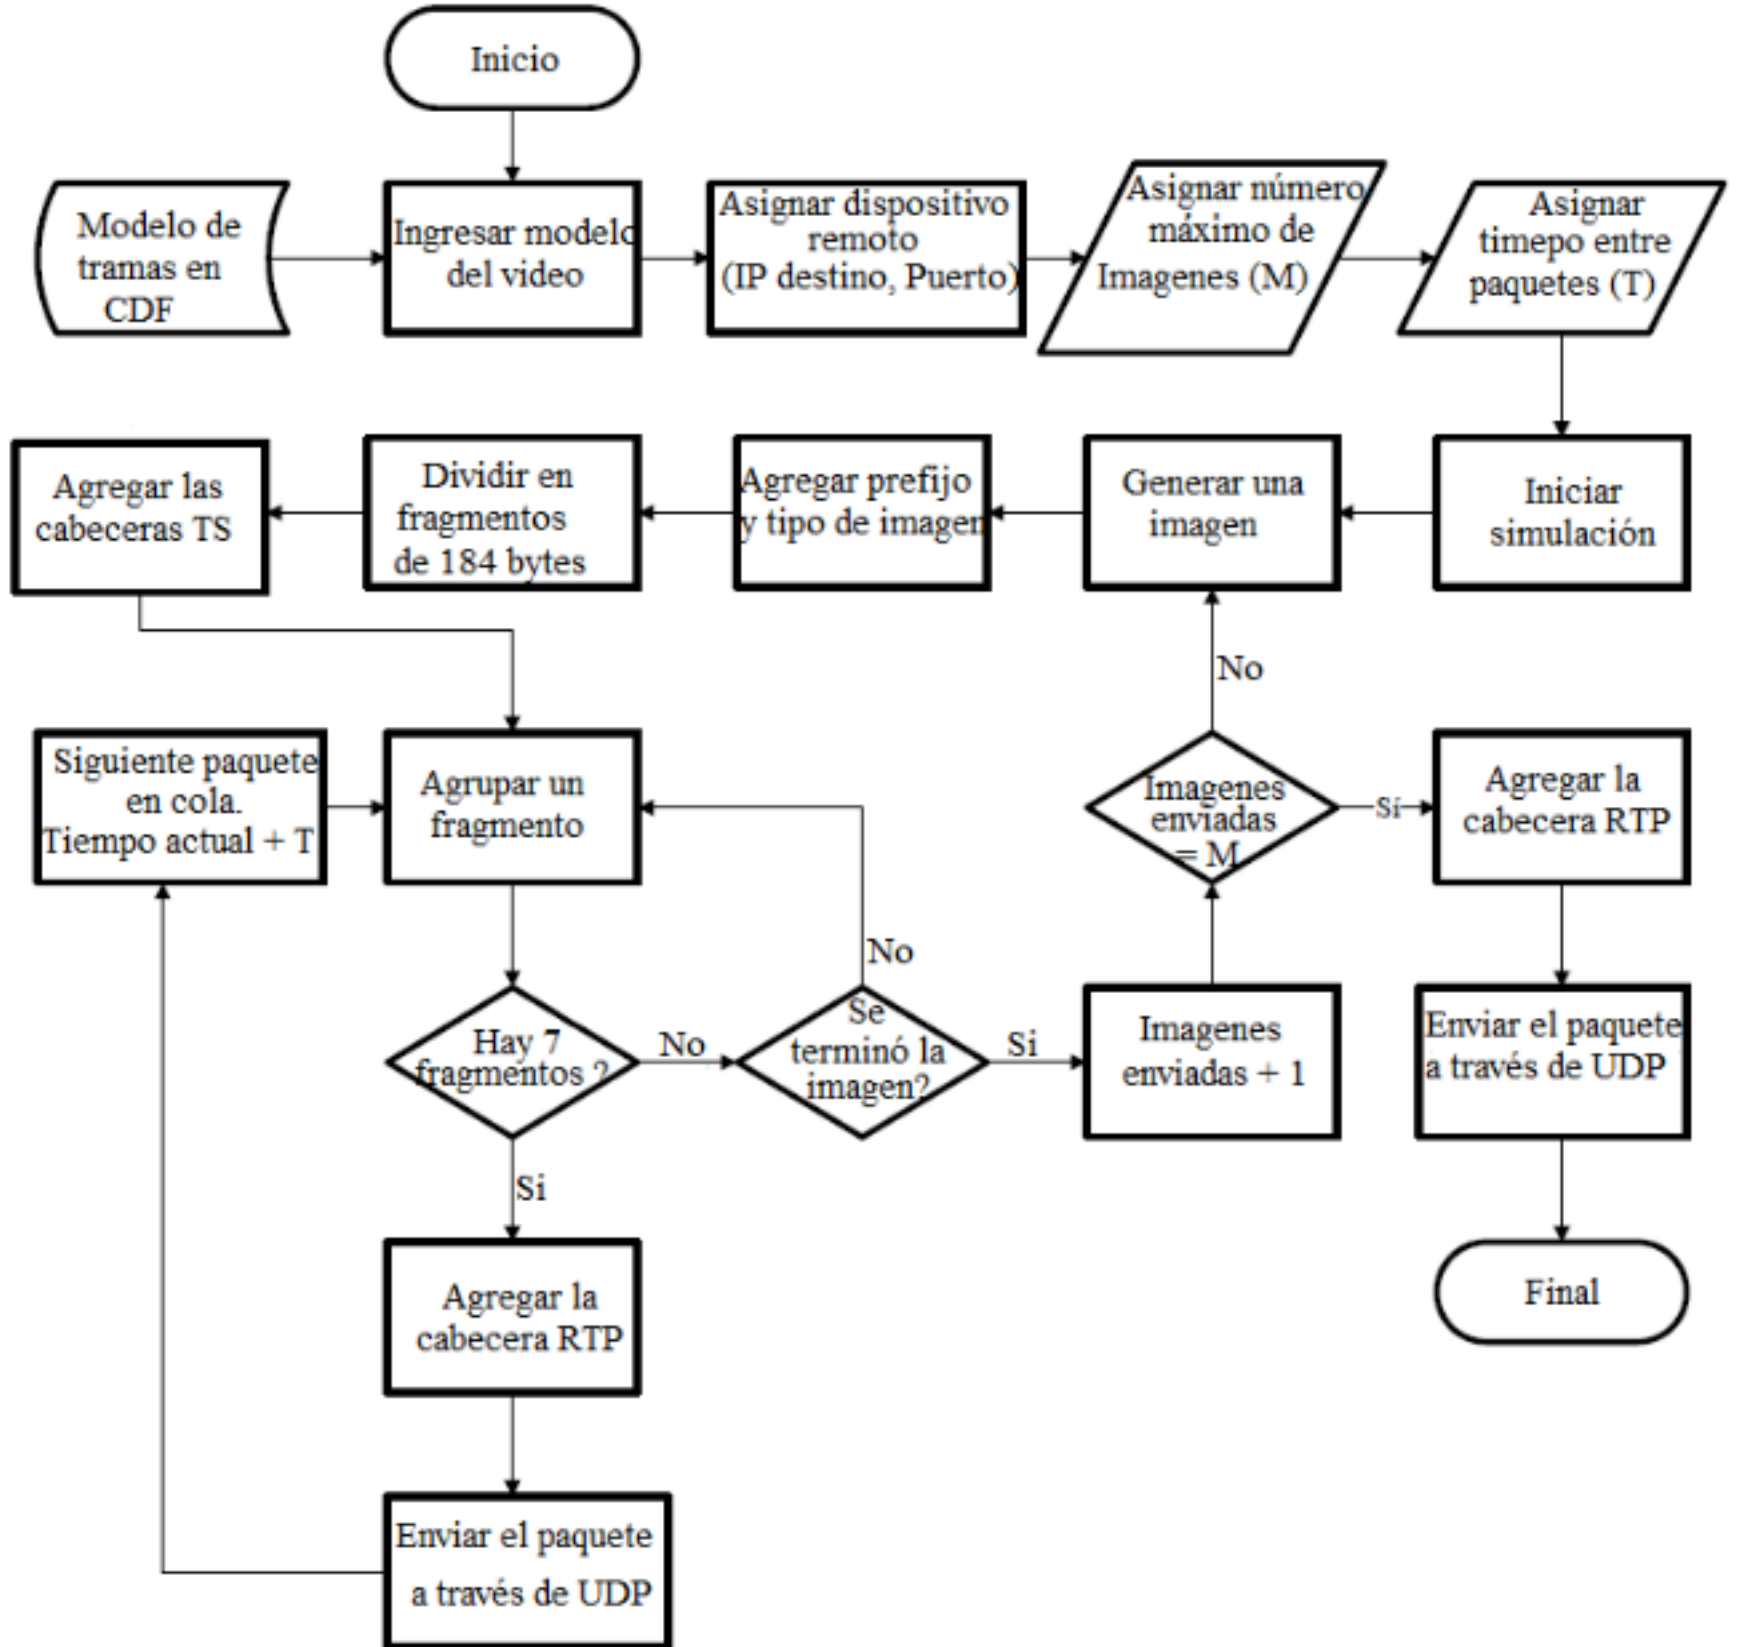 Inicio
Modelo de
tramas en
CDF
Ingresar modelo
del video
Asignar dispositivo
remoto
(IP destino, Puerto)
Asignar número
máximo de
Imagenes (M)
Asignar
timepo entre
paquetes (T)
Agregar las
cabeceras TS
Dividir en
fragmentos
de 184 bytes
Agregar prefijo
y tipo de imagen
Generar una
imagen
Iniciar
simulación
No
Siguiente paquete
en cola.
Tiempo actual + T
Agrupar un
fragmento
Imagenes
enviadas
= M
Sí
Agregar la
cabecera RTP
No
Hay 7
fragmentos ?
No
Se
terminó la
imagen?
Si
Imagenes
enviadas + 1
Enviar el paquete
a través de UDP
Si
Agregar la
cabecera RTP
Final
Enviar el paquete
a través de UDP